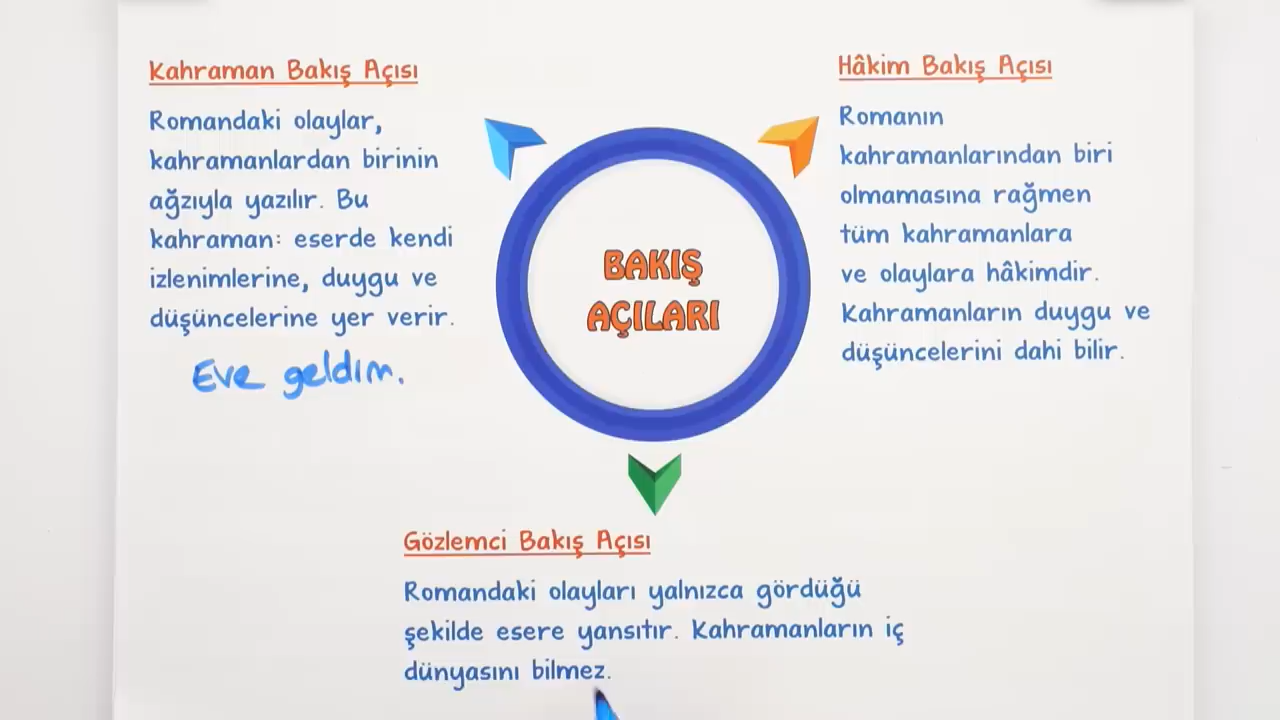 Kahraman Bakış Açısı
Romandaki olaylar,
kahramanlardan birinin
ağzıyla yazılır. Bu
kahraman: eserde kendi
izlenimlerine, duygu ve
düşüncelerine yer verir.
Eve geldim.
BAKIŞ
AÇILARI
Hâkim Bakış Açısı
Romanın
kahramanlarından biri
olmamasına rağmen
tüm kahramanlara
ve olaylara hâkimdir.
Kahramanların duygu ve
düşüncelerini dahi bilir.
Gözlemci Bakış Açısı
Romandaki olayları yalnızca gördüğü
şekilde esere yansıtır. Kahramanların iç
dünyasını bilmez.